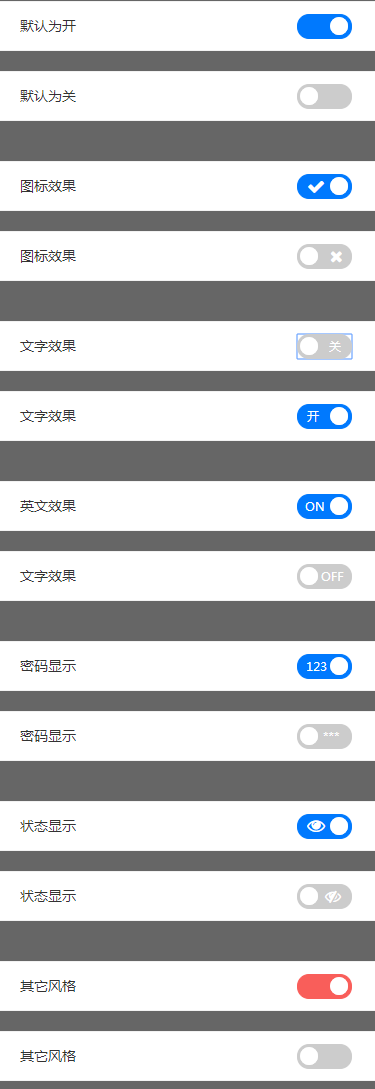 默认为开
默认为关
图标效果
图标效果
文字效果 关
文字效果 开
英文效果 ON
文字效果 OFF
密码显示 123
密码显示 ***
状态显示
状态显示
其它风格
其它风格